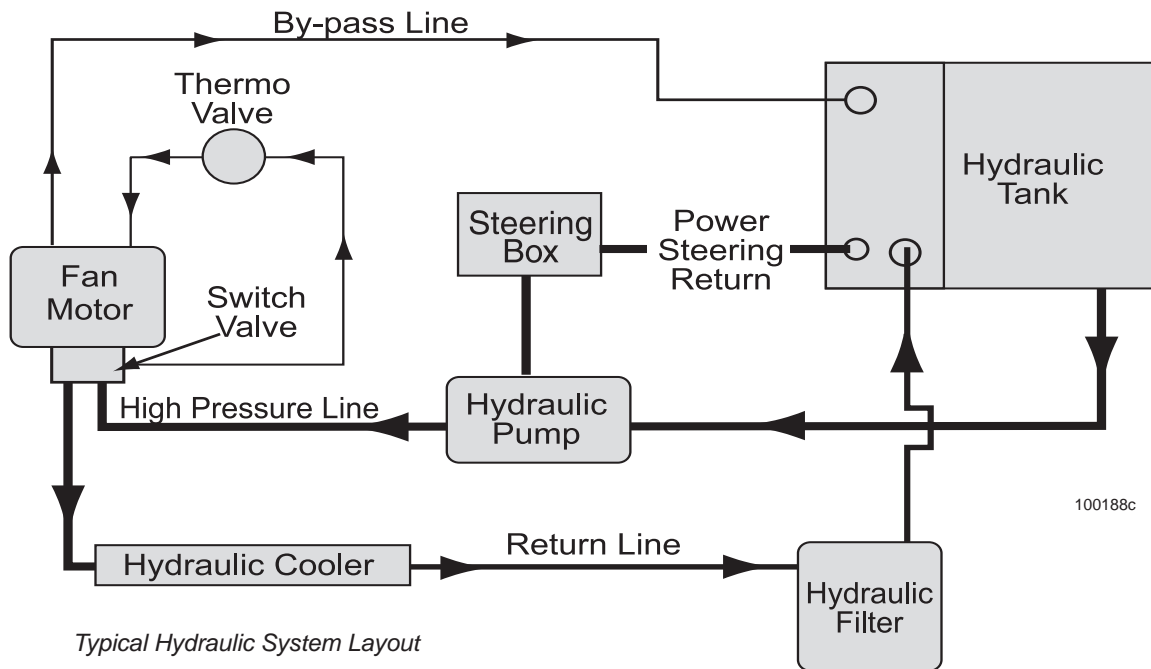 By-pass Line
Thermo
Valve
Hydraulic
Tank
Steering
Box
Power
Steering
Return
Fan
Motor
Switch
Valve
High Pressure Line
Hydraulic
Pump
100188c
Hydraulic Cooler
Return Line
Hydraulic
Filter
Typical Hydraulic System Layout